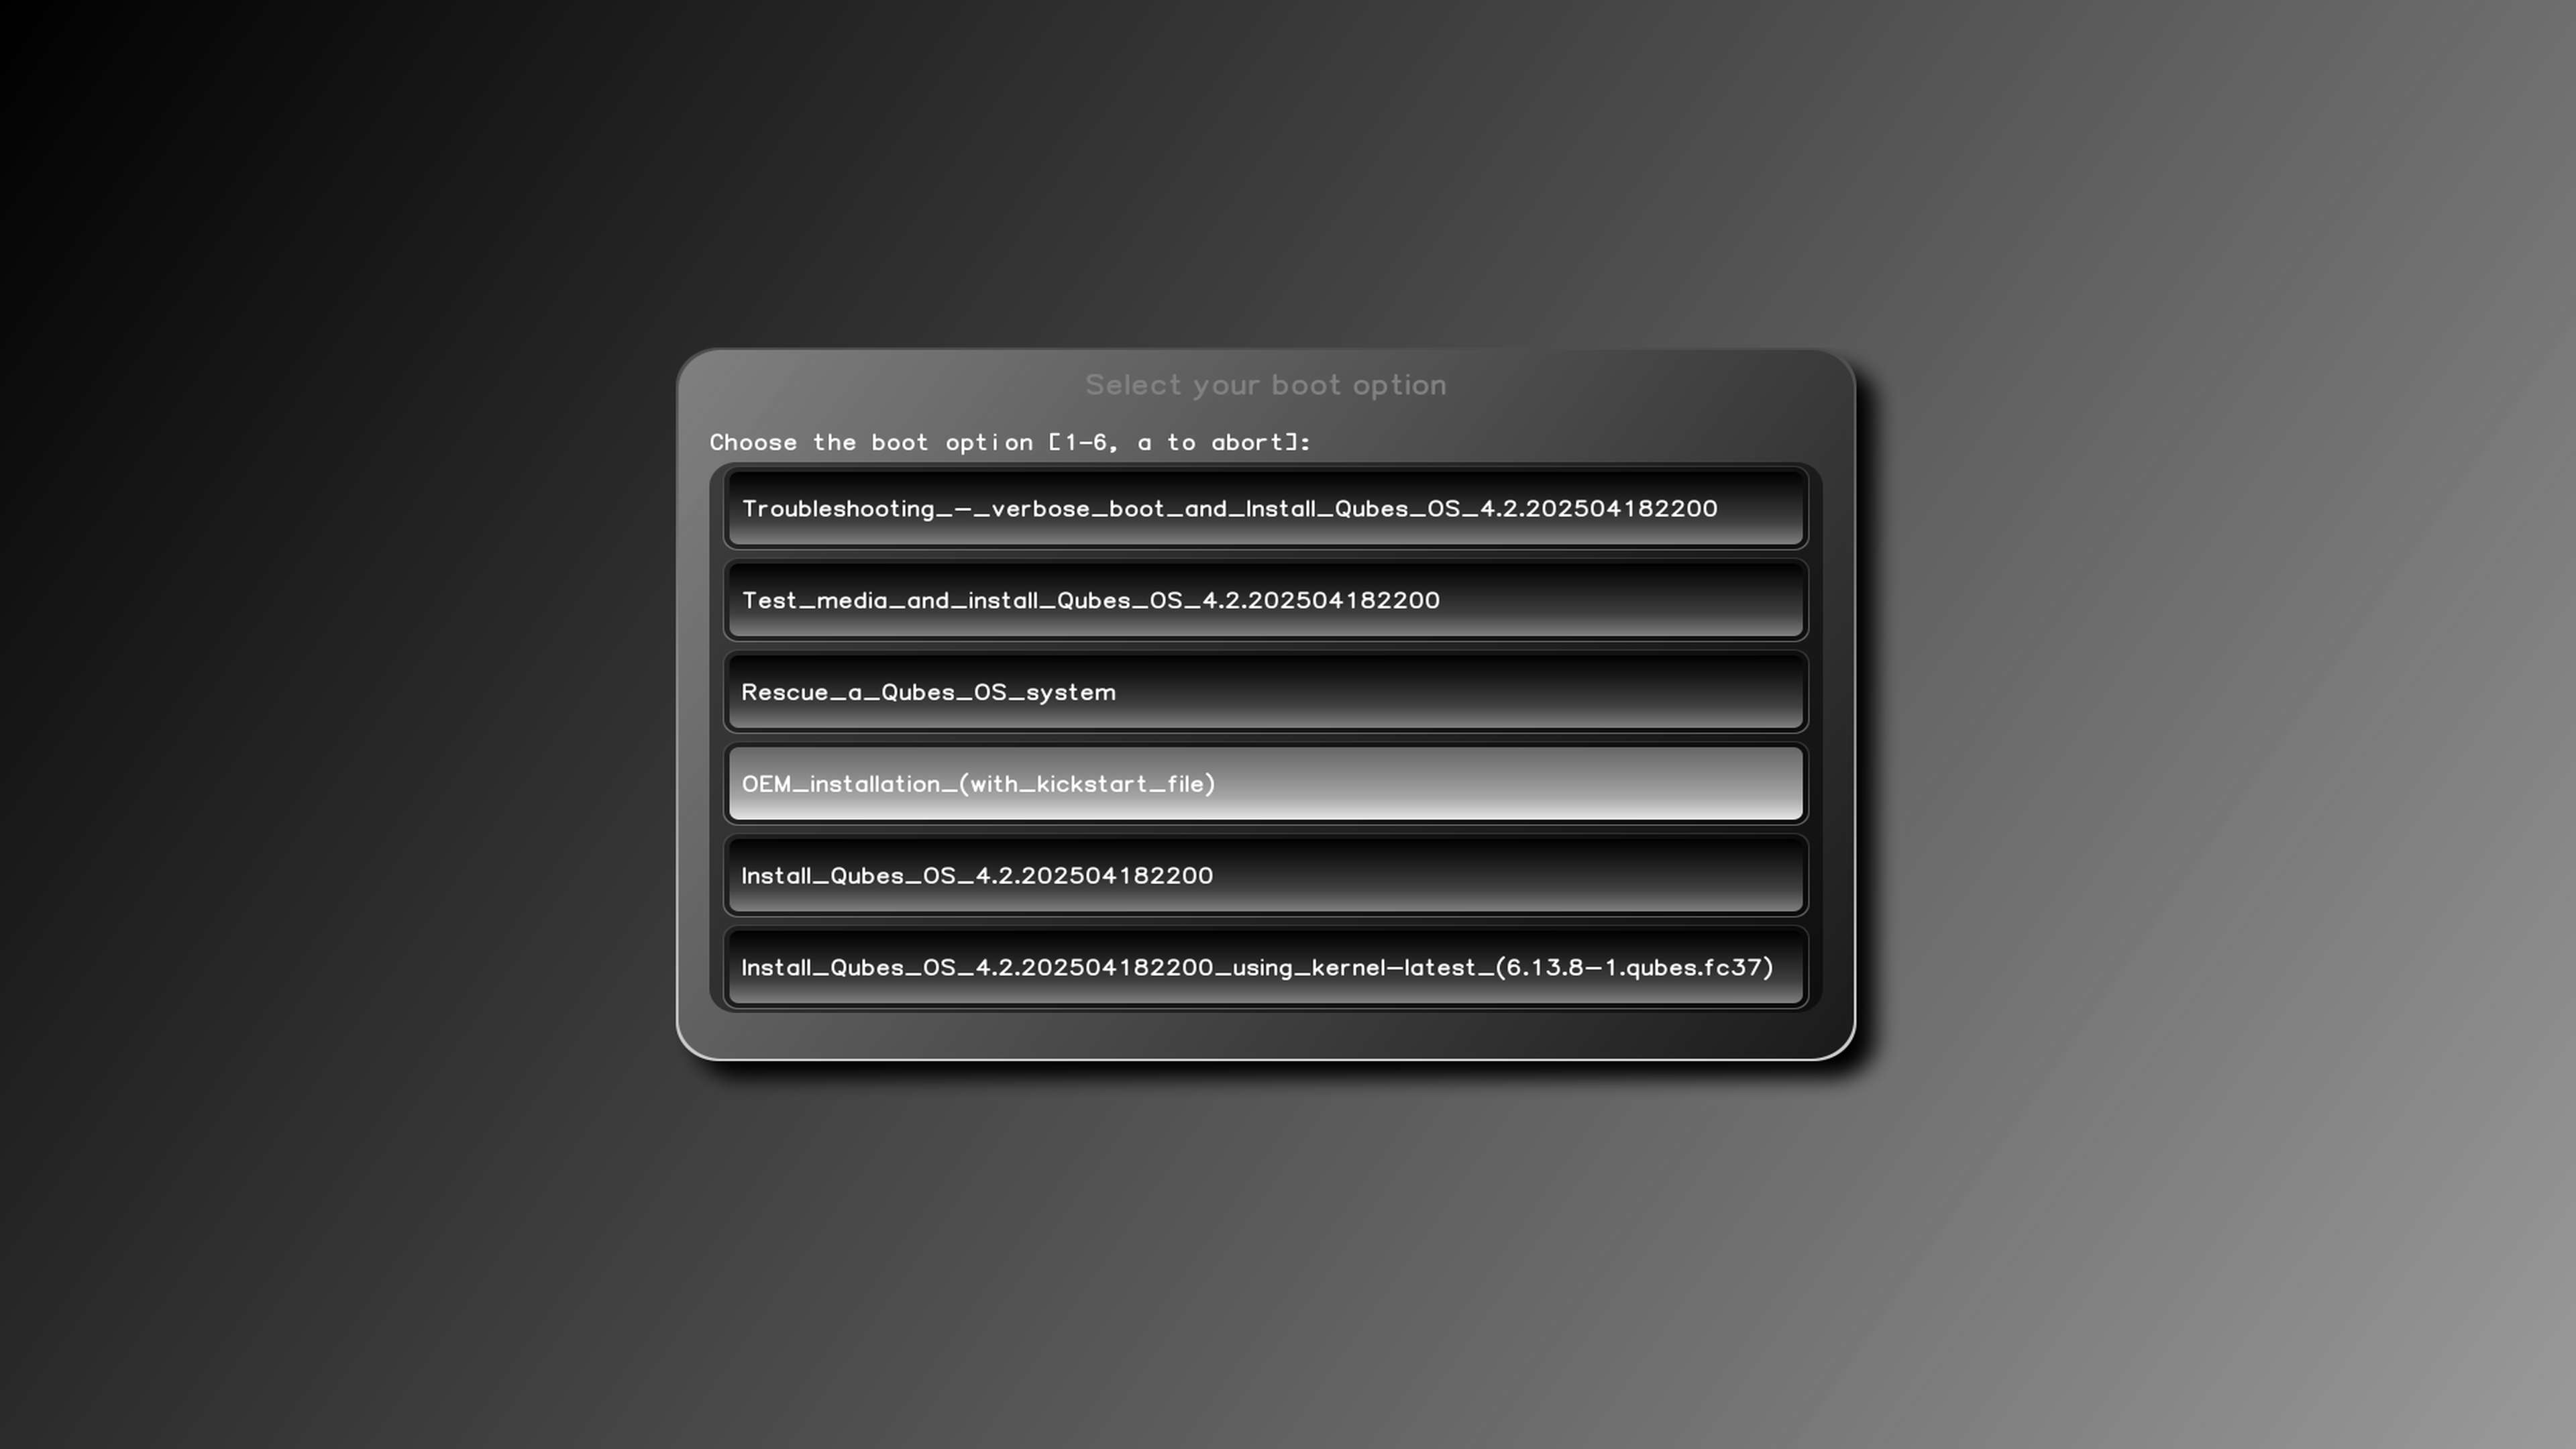 Select your boot option
Choose the boot option [1-6, a to abort]:
Troubleshooting_-_verbose_boot_and_Install_Qubes_OS_4.2.202504182200
Test_media_and_install_Qubes_OS_4.2.202504182200
Rescue_a_Qubes_OS_system
OEM_installation_(with_kickstart_file)
Install_Qubes_OS_4.2.202504182200
Install_Qubes_OS_4.2.202504182200_using_kernel-latest_(6.13.8-1.qubes.fc37)